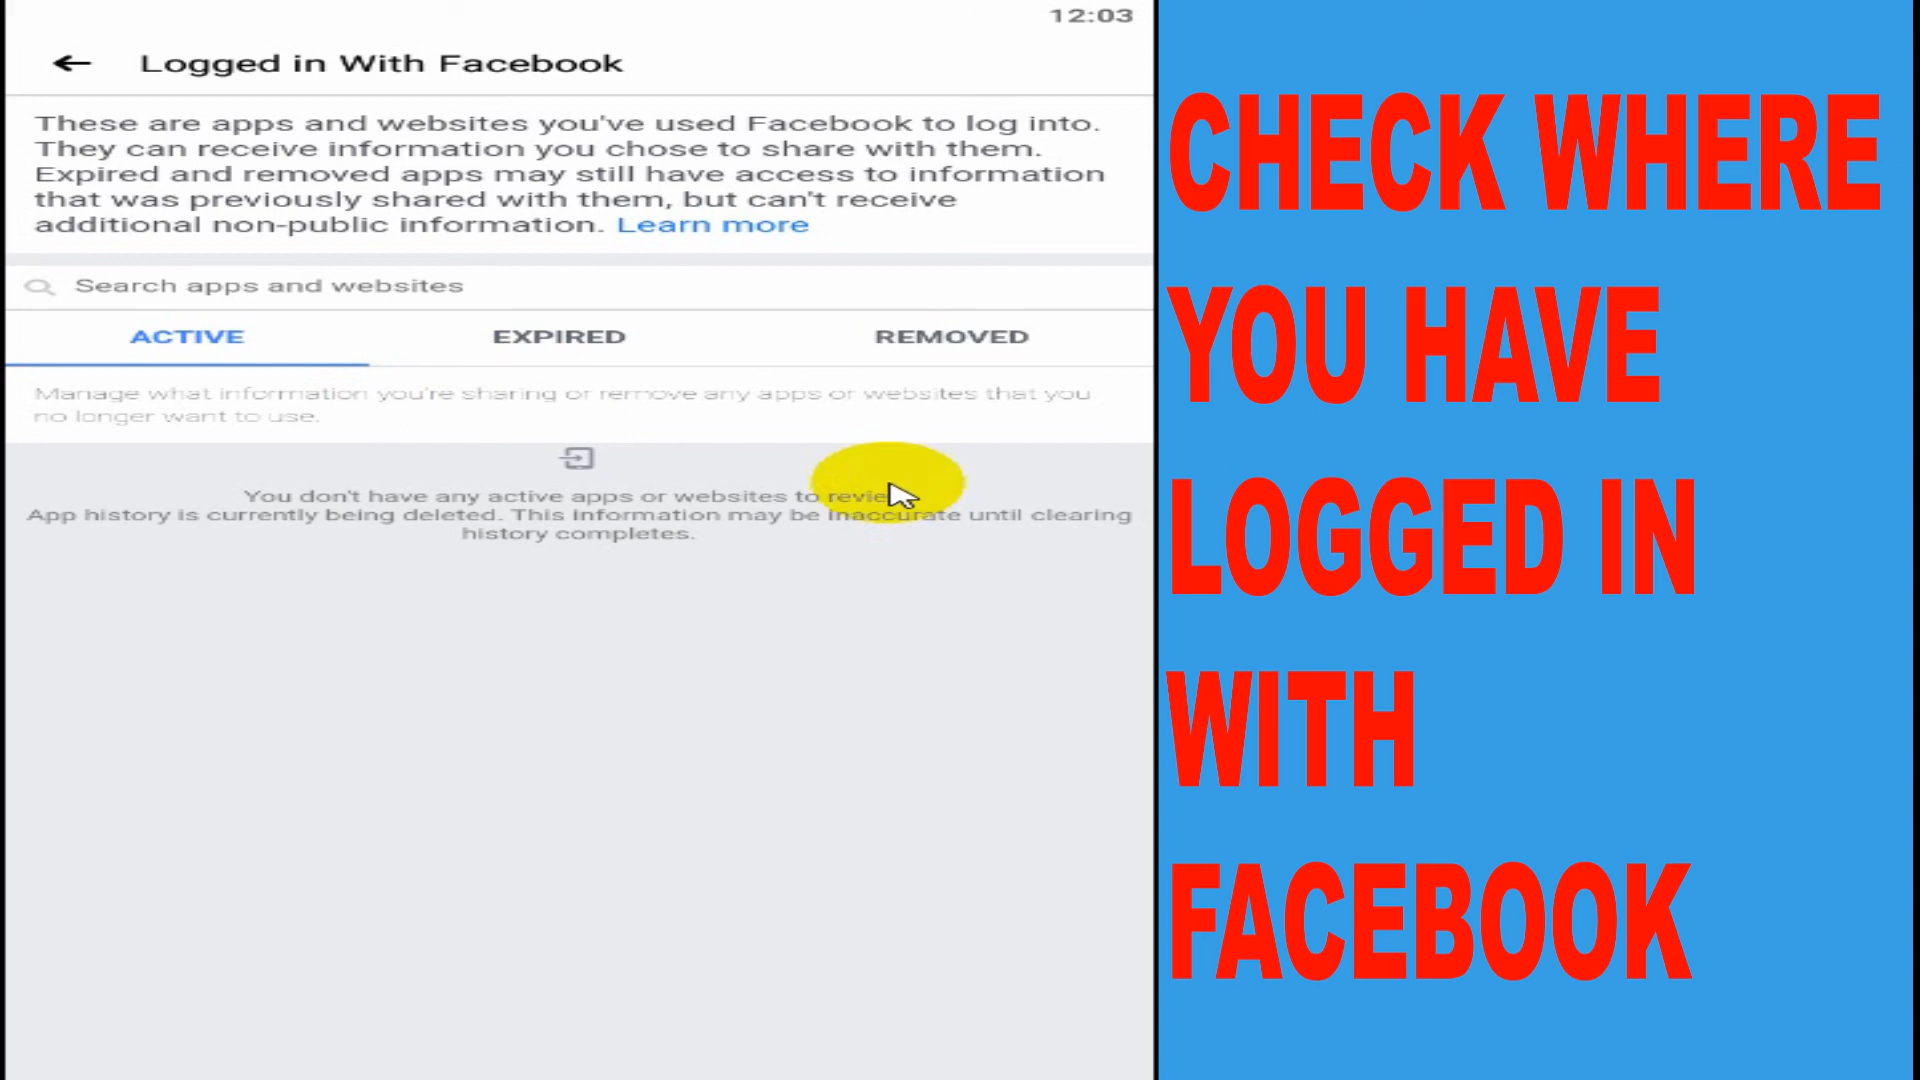 12:03
Logged in With Facebook
These are apps and websites you've used Facebook to log into.
They can receive information you chose to share with them.
Expired and removed apps may still have access to information
that was previously shared with them, but can't receive
additional non-public information. Learn more
Search apps and websites
ACTIVE EXPIRED REMOVED
Manage what information you're sharing or remove any apps or websites that you
no longer want to use.
You don't have any active apps or websites to
App history is currently being deleted. This information may be inaccurate until clearing
history completes.
CHECK WHERE
YOU HAVE
LOGGED IN
WITH
FACEBOOK